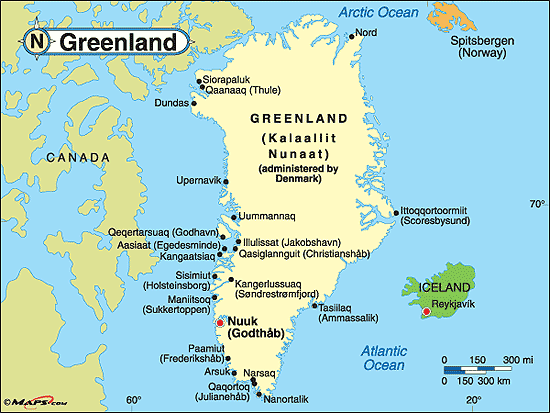 Arctic Ocean
N Greenland
Nord
Spitsbergen
(Norway)
Siorapaluk
Qaanaaq (Thule)
Dundas
GREENLAND
(Kalaallit
Nunaat)
(administered by
Denmark)
CANADA
Upernavik
70°
Uummannaq
Ittoqqortoormiit
(Scoresbysund)
Qeqertarsuaq (Godhavn)
Aasiaat (Egedesminde)
Kangaatsiaq
Illulissat (Jakobshavn)
Qasigiannguit (Christianshåb)
Sisimiut
(Holsteinsborg)
Kangerlussuaq
(Søndrestrømfjord)
Maniitsoq
(Sukkertoppen)
ICELAND
Reykjavík
Tasiilaq
(Ammassalik)
Nuuk
(Godthåb)
Paamiut
(Frederikshåb)
Atlantic
Ocean
Arsuk
Narsaq
Qaqortoq
(Julianehåb)
Nanortalik
0 150 300 mi
0 150 300 km
MAPS.COM
60°
20°